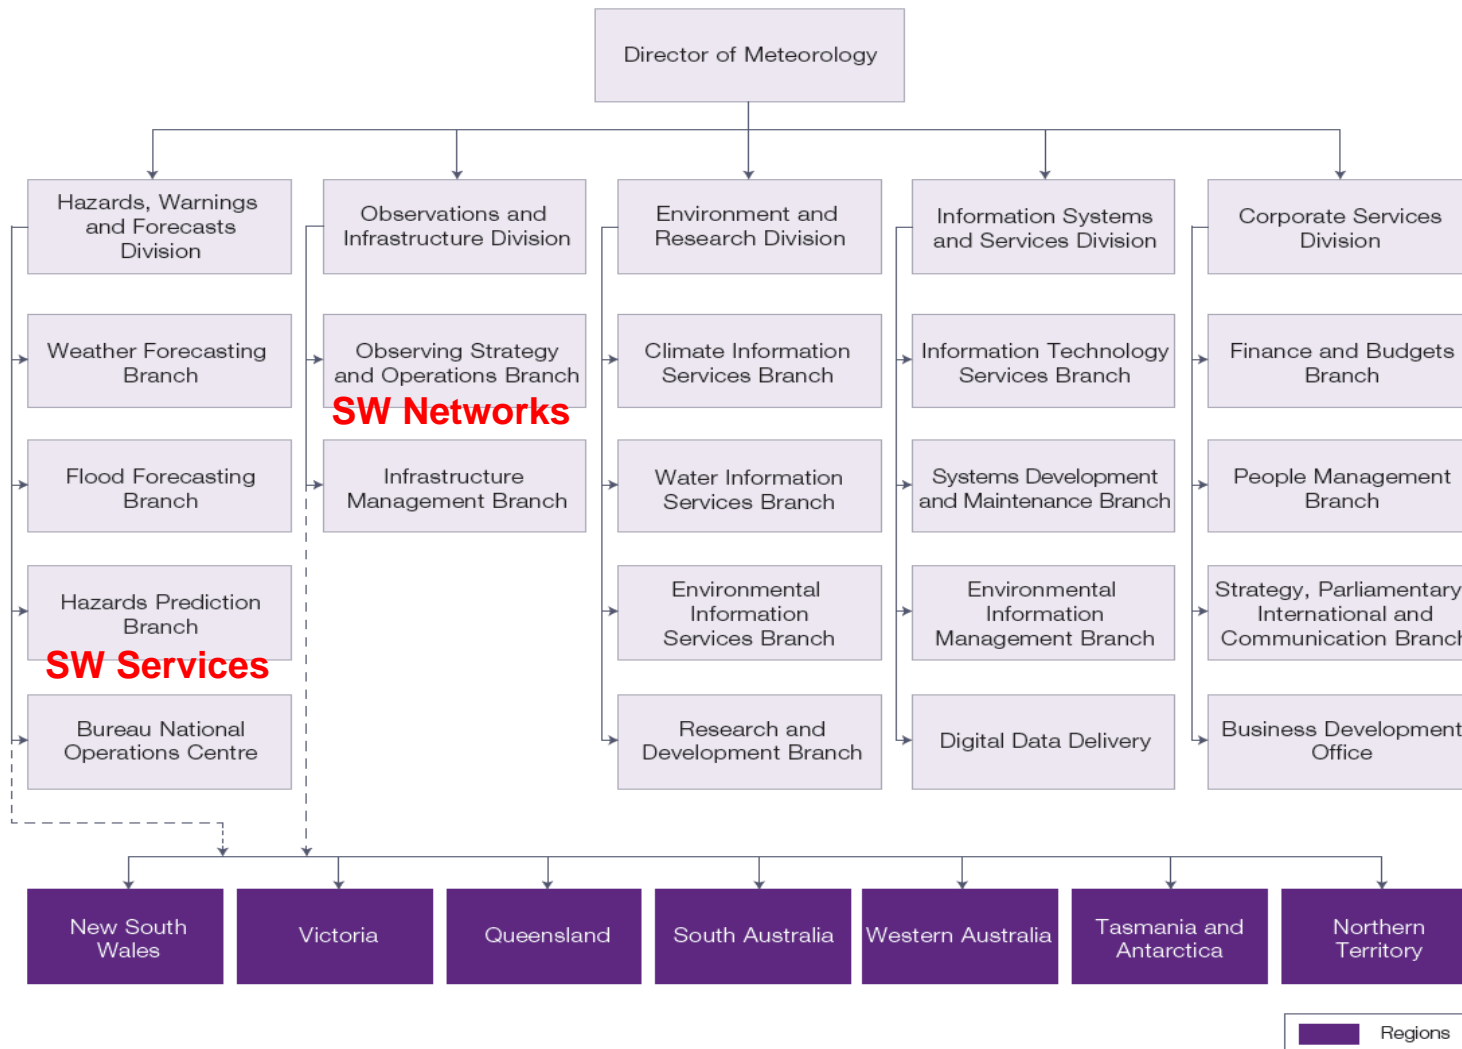 Director of Meteorology
Hazards, Warnings
and Forecasts
Division
Observations and
Infrastructure Division
Environment and
Research Division
Information Systems
and Services Division
Corporate Services
Division
Weather Forecasting
Branch
Observing Strategy
and Operations Branch
SW Networks
Climate Information
Services Branch
Information Technology
Services Branch
Finance and Budgets
Branch
Flood Forecasting
Branch
Infrastructure
Management Branch
Water Information
Services Branch
Systems Development
and Maintenance Branch
People Management
Branch
Hazards Prediction
Branch
SW Services
Environmental
Information
Services Branch
Environmental
Information
Management Branch
Strategy, Parliamentary,
International and
Communication Branch
Bureau National
Operations Centre
Research and
Development Branch
Digital Data Delivery
Business Development
Office
New South
Wales
Victoria
Queensland
South Australia
Western Australia
Tasmania and
Antarctica
Northern
Territory
Regions